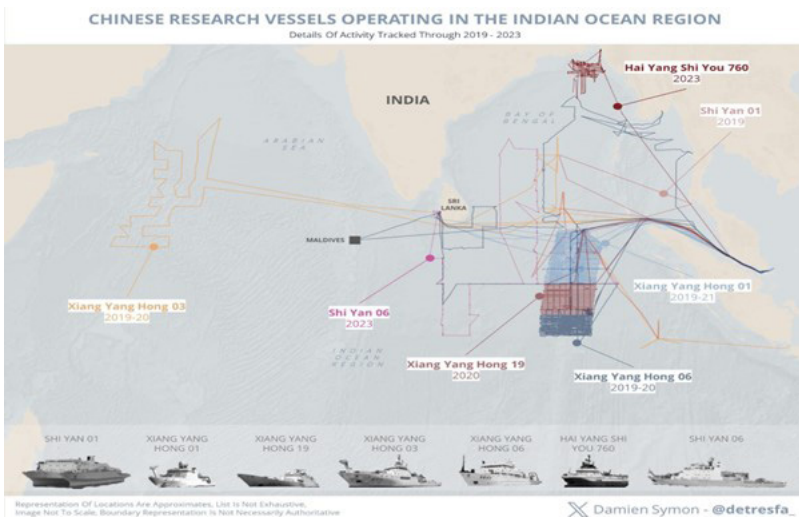 CHINESE RESEARCH VESSELS OPERATING IN THE INDIAN OCEAN REGION
Details Of Activity Tracked Through 2019 - 2023
Hai Yang Shi You 760
2023
INDIA
BAY OF
BENGAL
Shi Yan 01
2019
ARABIAN
SEA
SRI
LANKA
MALDIVES
Xiang Yang Hong 01
2019-21
Xiang Yang Hong 03
2019-20
Shi Yan 06
2023
INDIAN
OCEAN
REGION
Xiang Yang Hong 19
2020
Xiang Yang Hong 06
2019-20
SHI YAN 01
XIANG YANG
HONG 01
XIANG YANG
HONG 19
XIANG YANG
HONG 03
XIANG YANG
HONG 06
HAI YANG SHI
YOU 760
SHI YAN 06
Representation Of Locations Are Approximates, List Is Not Exhaustive,
Image Not To Scale, Boundary Representation Is Not Necessarily Authoritative
X Damien Symon - @detresfa_